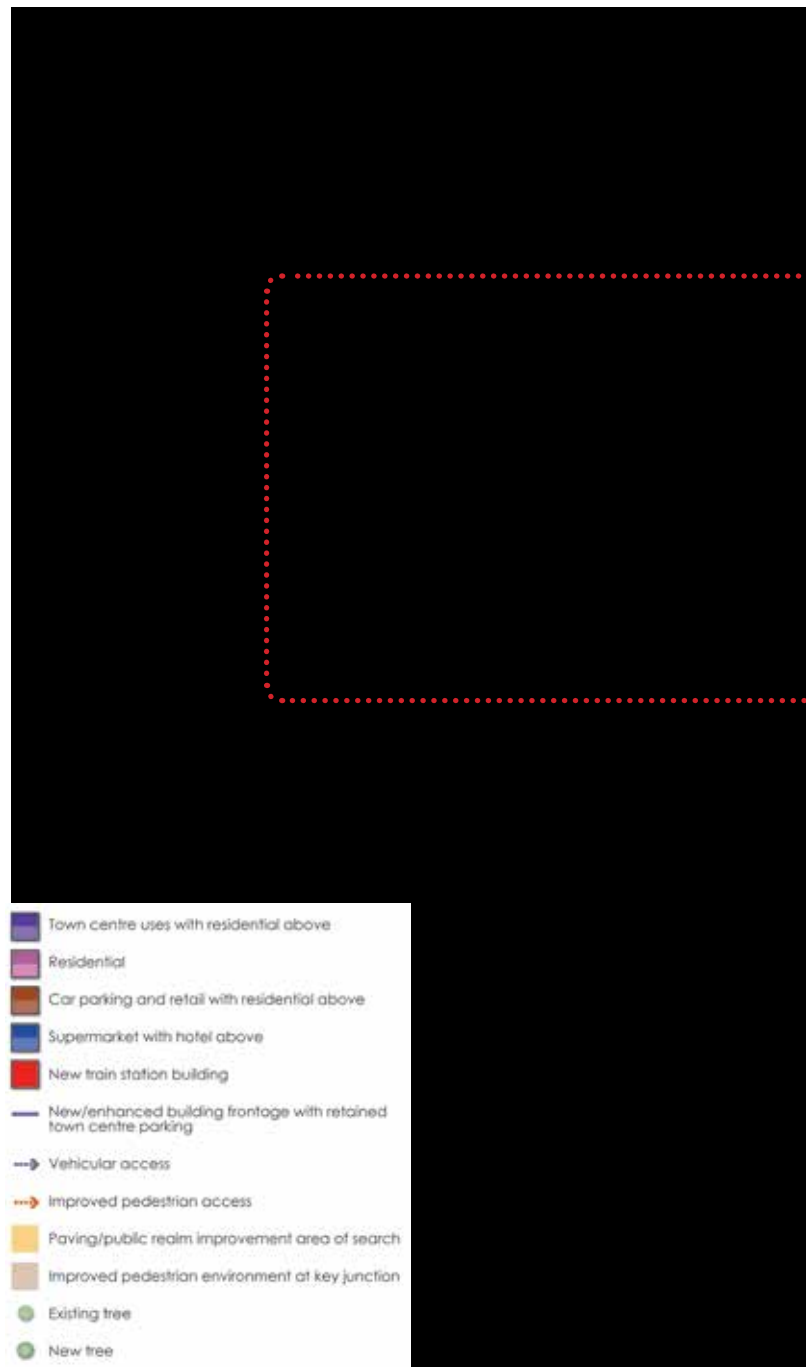 Town centre uses with residential above
Residential
Car parking and retail with residential above
Supermarket with hotel above
New train station building
New/enhanced building frontage with retained
town centre parking
Vehicular access
Improved pedestrian access
Paving/public realm improvement area of search
Improved pedestrian environment at key junction
Existing tree
New tree